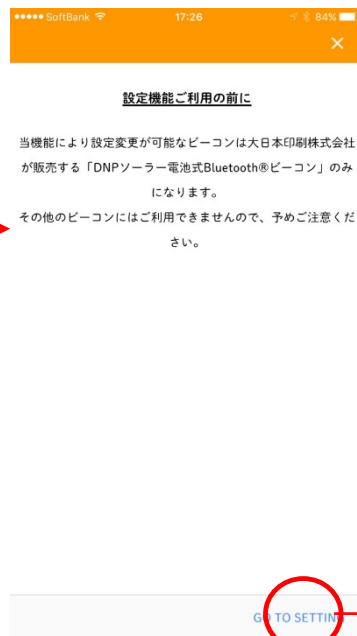 ●●●●● SoftBank 17:26 84%
×
設定機能ご利用の前に
当機能により設定変更が可能なビーコンは大日本印刷株式会社
が販売する「DNPソーラー電池式Bluetooth®ビーコン」のみ
になります。
その他のビーコンにはご利用できませんので、予めご注意くだ
さい。
GO TO SETTING